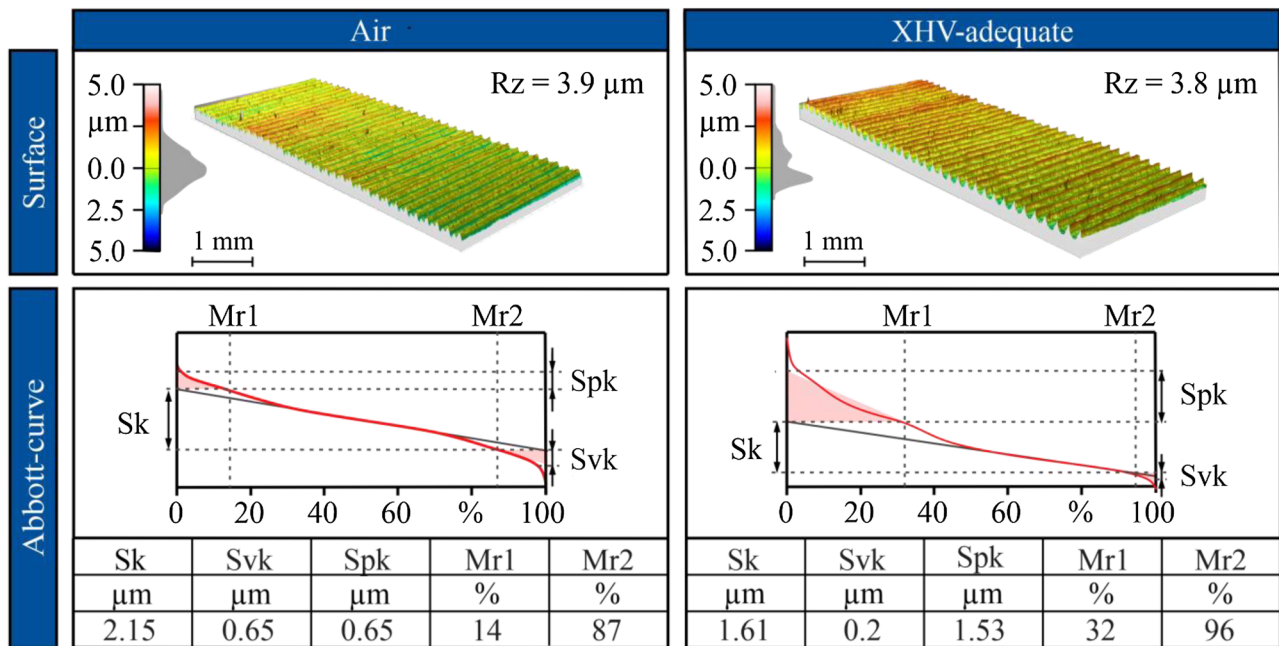 Air
XHV-adequate
Surface
5.0
µm
0.0
2.5
5.0
Rz = 3.9 µm
1 mm
5.0
µm
0.0
2.5
5.0
Rz = 3.8 µm
1 mm
Abbott-curve
Mr1 Mr2
Sk
Spk
Svk
0 20 40 60 % 100
Sk Svk Spk Mr1 Mr2
µm µm µm % %
2.15 0.65 0.65 14 87
Mr1 Mr2
Sk
Spk
Svk
0 20 40 60 % 100
Sk Svk Spk Mr1 Mr2
µm µm µm % %
1.61 0.2 1.53 32 96